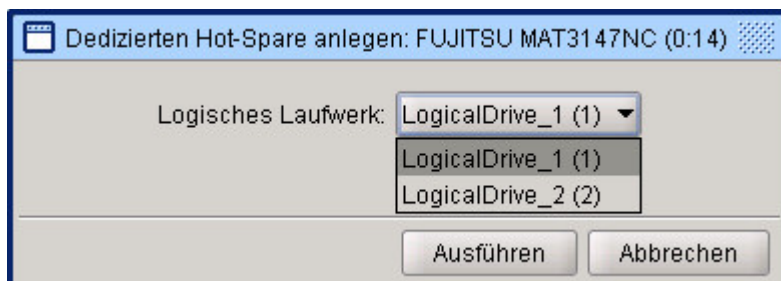 Dedizierten Hot-Spare anlegen: FUJITSU MAT3147NC (0:14)
Logisches Laufwerk: LogicalDrive_1 (1)
LogicalDrive_1 (1)
LogicalDrive_2 (2)
Ausführen Abbrechen